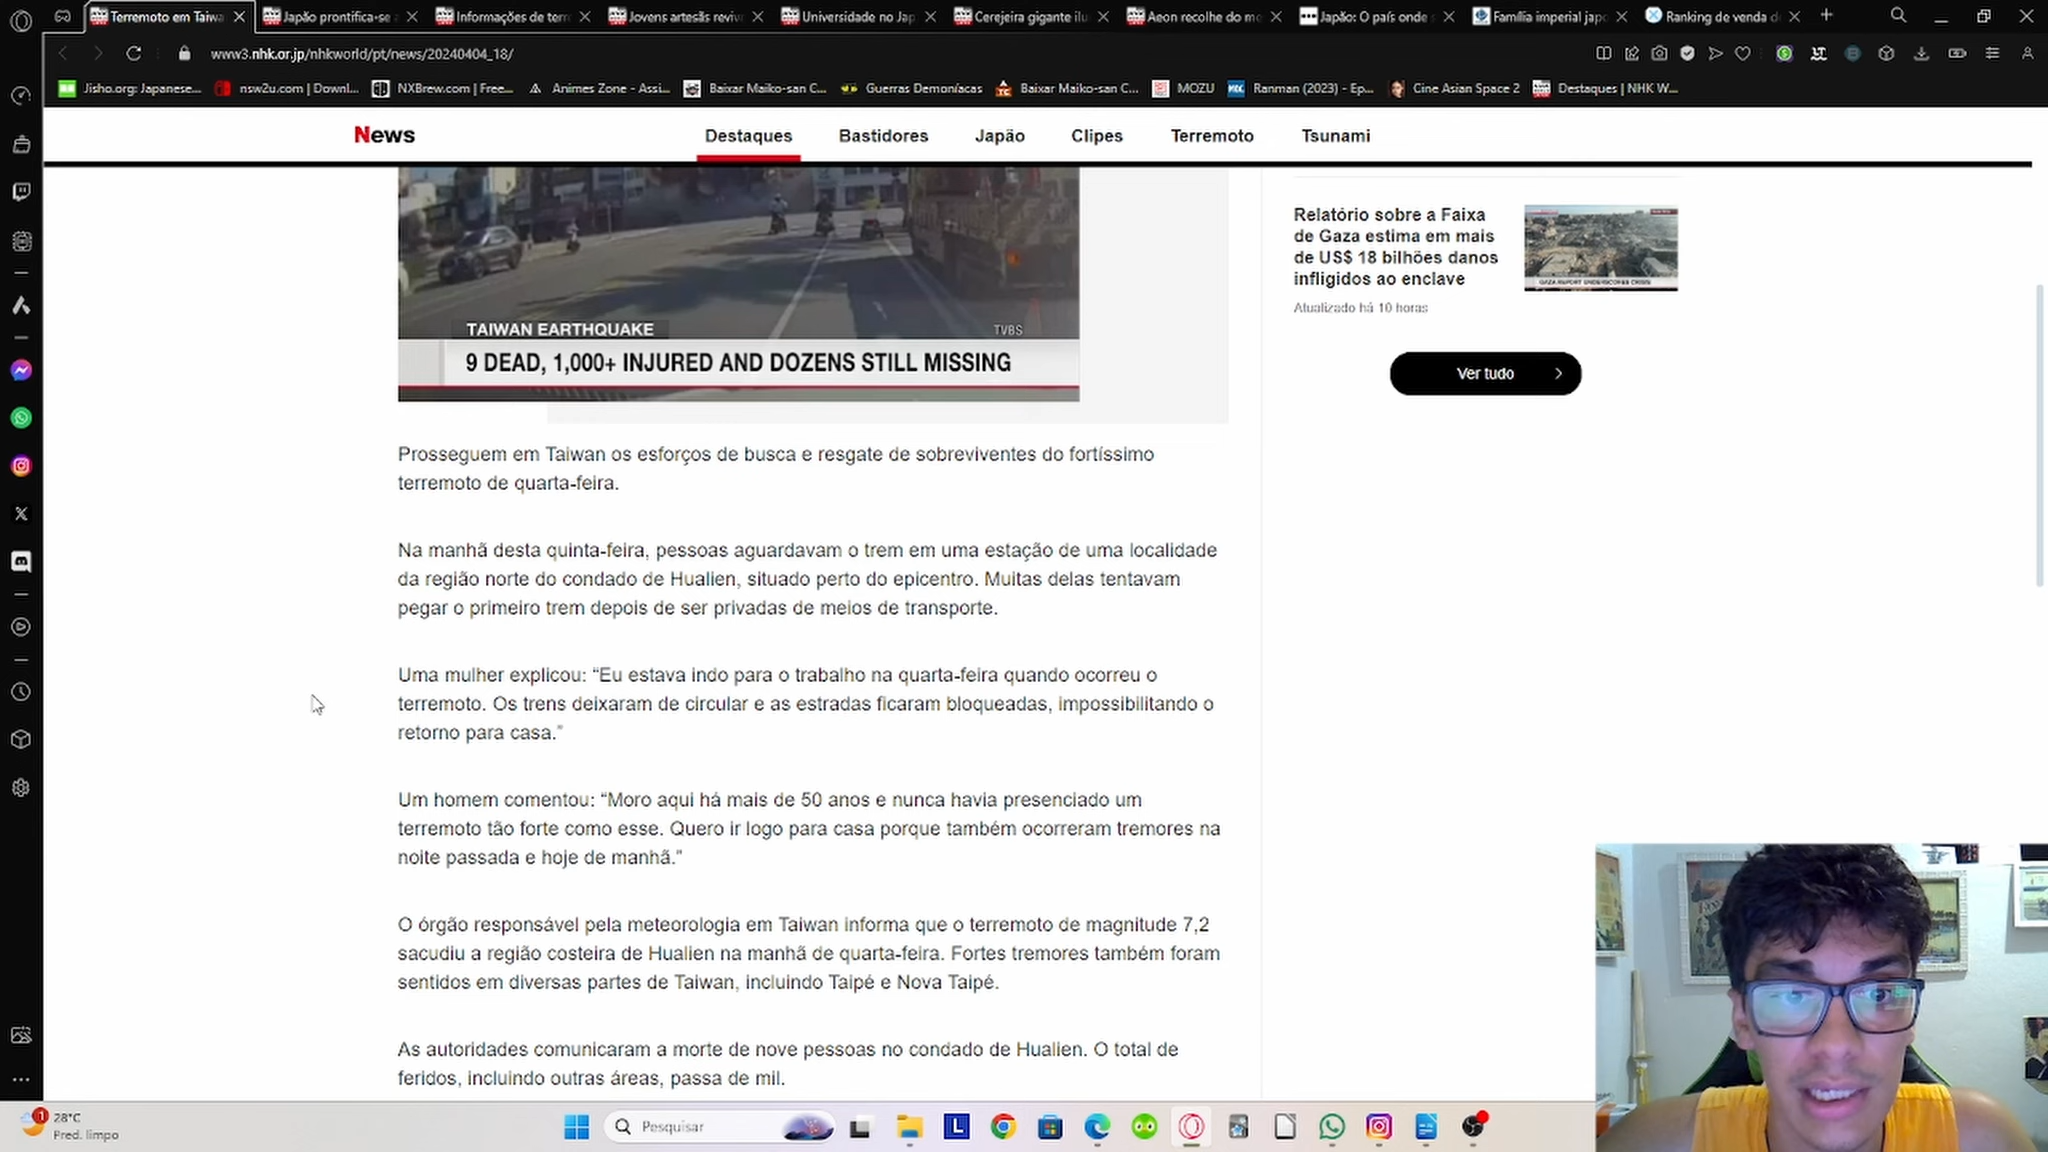 Terremoto em Taiwa
Japão prontifica-se a
Informações de terr
Jovens artesãs reviv
Universidade no Jap
Cerejeira gigante ilu
Aeon recolhe do me
Japão: O país onde s
Família imperial japo
Ranking de venda d
www3.nhk.or.jp/nhkworld/pt/news/20240404_18/
Jisho.org: Japanese...
nsw2u.com | Downl...
NXBrew.com | Free...
Animes Zone - Assi...
Baixar Maiko-san C...
Guerras Demoníacas
Baixar Maiko-san C...
MOZU
Ranman (2023) - Ep...
Cine Asian Space 2
Destaques | NHK W...
News
Destaques
Bastidores
Japão
Clipes
Terremoto
Tsunami
TAIWAN EARTHQUAKE
TVBS
9 DEAD, 1,000+ INJURED AND DOZENS STILL MISSING
Prosseguem em Taiwan os esforços de busca e resgate de sobreviventes do fortíssimo
terremoto de quarta-feira.
Na manhã desta quinta-feira, pessoas aguardavam o trem em uma estação de uma localidade
da região norte do condado de Hualien, situado perto do epicentro. Muitas delas tentavam
pegar o primeiro trem depois de ser privadas de meios de transporte.
Uma mulher explicou: “Eu estava indo para o trabalho na quarta-feira quando ocorreu o
terremoto. Os trens deixaram de circular e as estradas ficaram bloqueadas, impossibilitando o
retorno para casa.”
Um homem comentou: “Moro aqui há mais de 50 anos e nunca havia presenciado um
terremoto tão forte como esse. Quero ir logo para casa porque também ocorreram tremores na
noite passada e hoje de manhã.”
O órgão responsável pela meteorologia em Taiwan informa que o terremoto de magnitude 7,2
sacudiu a região costeira de Hualien na manhã de quarta-feira. Fortes tremores também foram
sentidos em diversas partes de Taiwan, incluindo Taipé e Nova Taipé.
As autoridades comunicaram a morte de nove pessoas no condado de Hualien. O total de
feridos, incluindo outras áreas, passa de mil.
Relatório sobre a Faixa
de Gaza estima em mais
de US$ 18 bilhões danos
infligidos ao enclave
GAZA REPORT UNDERSCORES CRISIS
Atualizado há 10 horas
Ver tudo
1
28°C
Pred. limpo
Pesquisar